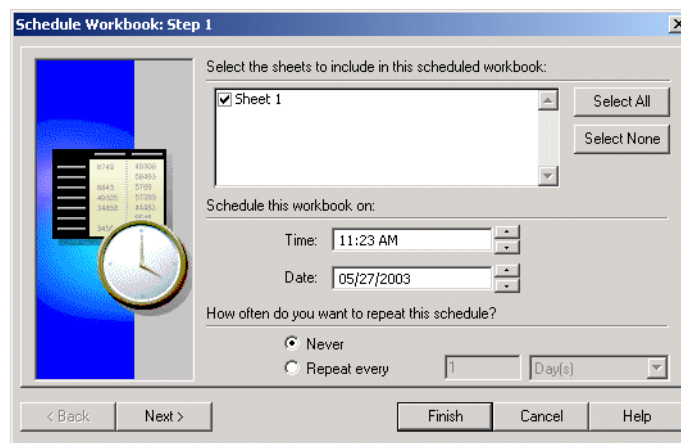 Schedule Workbook: Step 1
Select the sheets to include in this scheduled workbook:
Sheet 1
Select All
Select None
Schedule this workbook on:
Time: 11:23 AM
Date: 05/27/2003
How often do you want to repeat this schedule?
Never
Repeat every 1 Day(s)
< Back Next > Finish Cancel Help